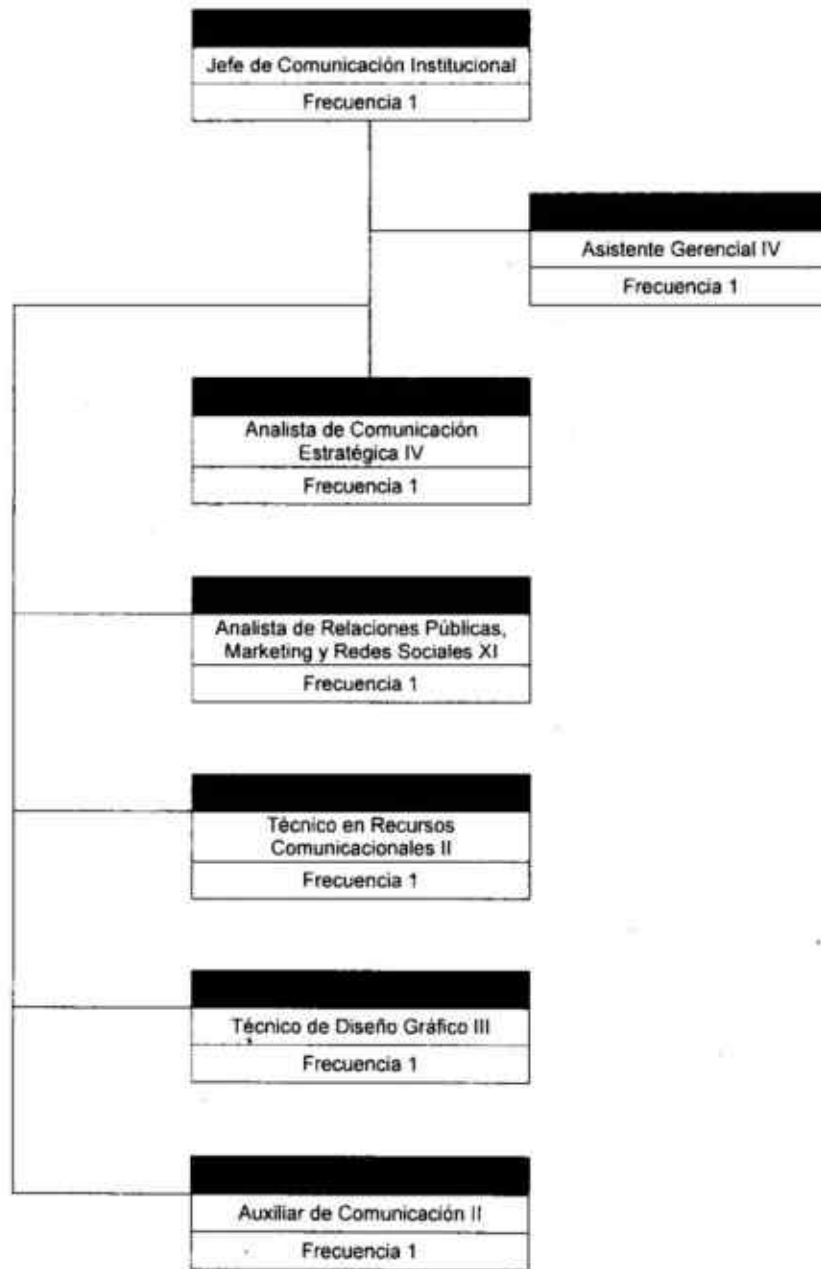 Jefe de Comunicación Institucional
Frecuencia 1
Asistente Gerencial IV
Frecuencia 1
Analista de Comunicación
Estratégica IV
Frecuencia 1
Analista de Relaciones Públicas,
Marketing y Redes Sociales XI
Frecuencia 1
Técnico en Recursos
Comunicacionales II
Frecuencia 1
Técnico de Diseño Gráfico III
Frecuencia 1
Auxiliar de Comunicación II
Frecuencia 1